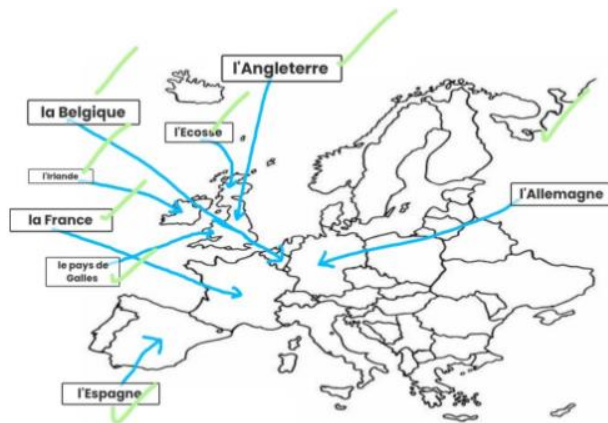 l'Angleterre
la Belgique
l'Ecosse
l'Irlande
l'Allemagne
la France
le pays de
Galles
l'Espagne